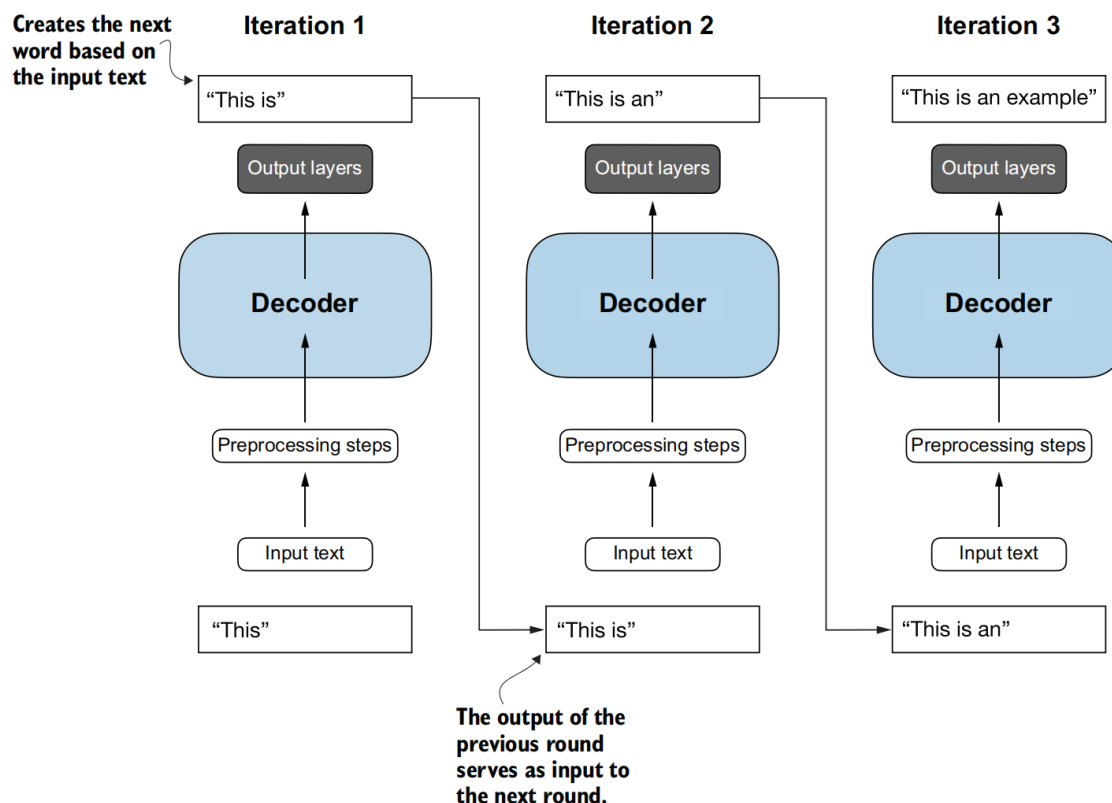 Creates the next
word based on
the input text
Iteration 1
Iteration 2
Iteration 3
“This is”
“This is an”
“This is an example”
Output layers
Output layers
Output layers
Decoder
Decoder
Decoder
Preprocessing steps
Preprocessing steps
Preprocessing steps
Input text
Input text
Input text
“This”
“This is”
“This is an”
The output of the
previous round
serves as input to
the next round.